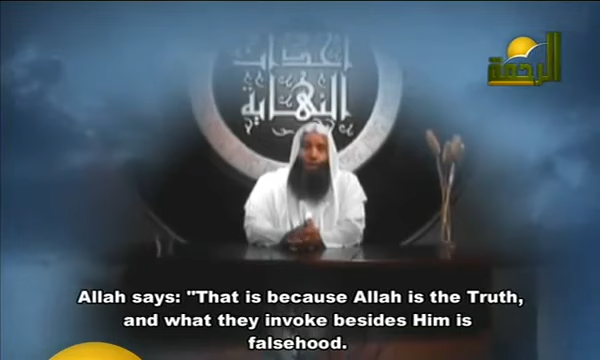 أحداث
النهاية
الرحمة
Allah says: "That is because Allah is the Truth,
and what they invoke besides Him is
falsehood.